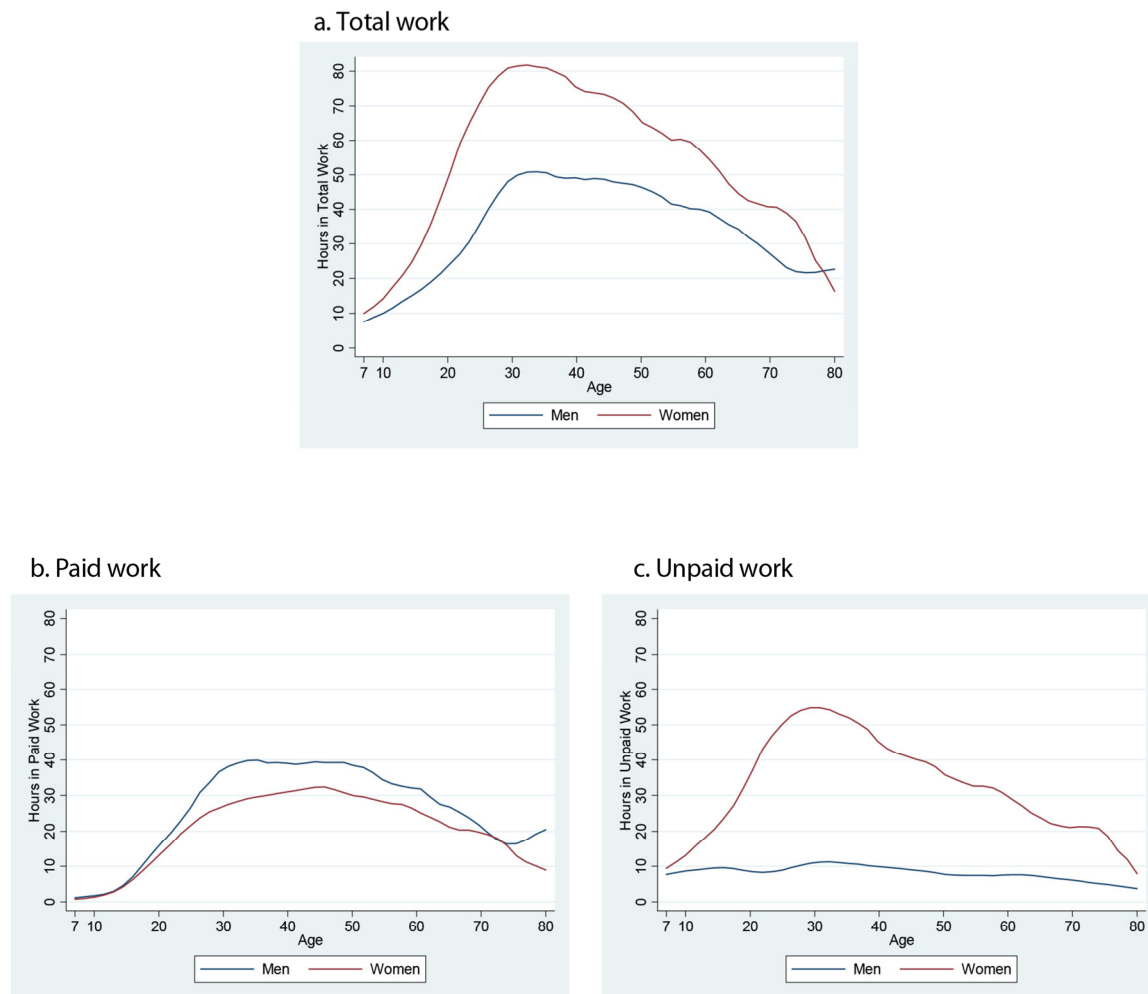 a. Total work
Hours in Total Work
80
70
60
50
40
30
20
10
0
7 10 20 30 40 50 60 70 80
Age
Men Women
b. Paid work
Hours in Paid Work
80
70
60
50
40
30
20
10
0
7 10 20 30 40 50 60 70 80
Age
Men Women
c. Unpaid work
Hours in Unpaid Work
80
70
60
50
40
30
20
10
0
7 10 20 30 40 50 60 70 80
Age
Men Women